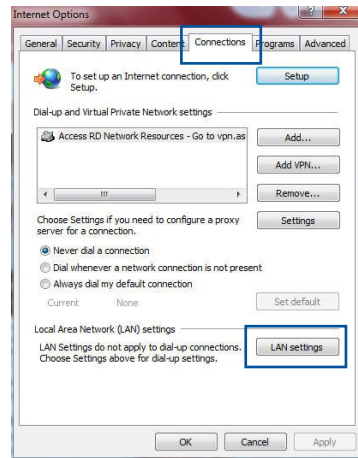 Internet Options
General Security Privacy Content Connections Programs Advanced
To set up an Internet connection, click
Setup.
Setup
Dial-up and Virtual Private Network settings
Access RD Network Resources - Go to vpn.as
Add...
Add VPN...
Remove...
Choose Settings if you need to configure a proxy
server for a connection.
Settings
Never dial a connection
Dial whenever a network connection is not present
Always dial my default connection
Current None
Set default
Local Area Network (LAN) settings
LAN Settings do not apply to dial-up connections.
Choose Settings above for dial-up settings.
LAN settings
OK Cancel Apply